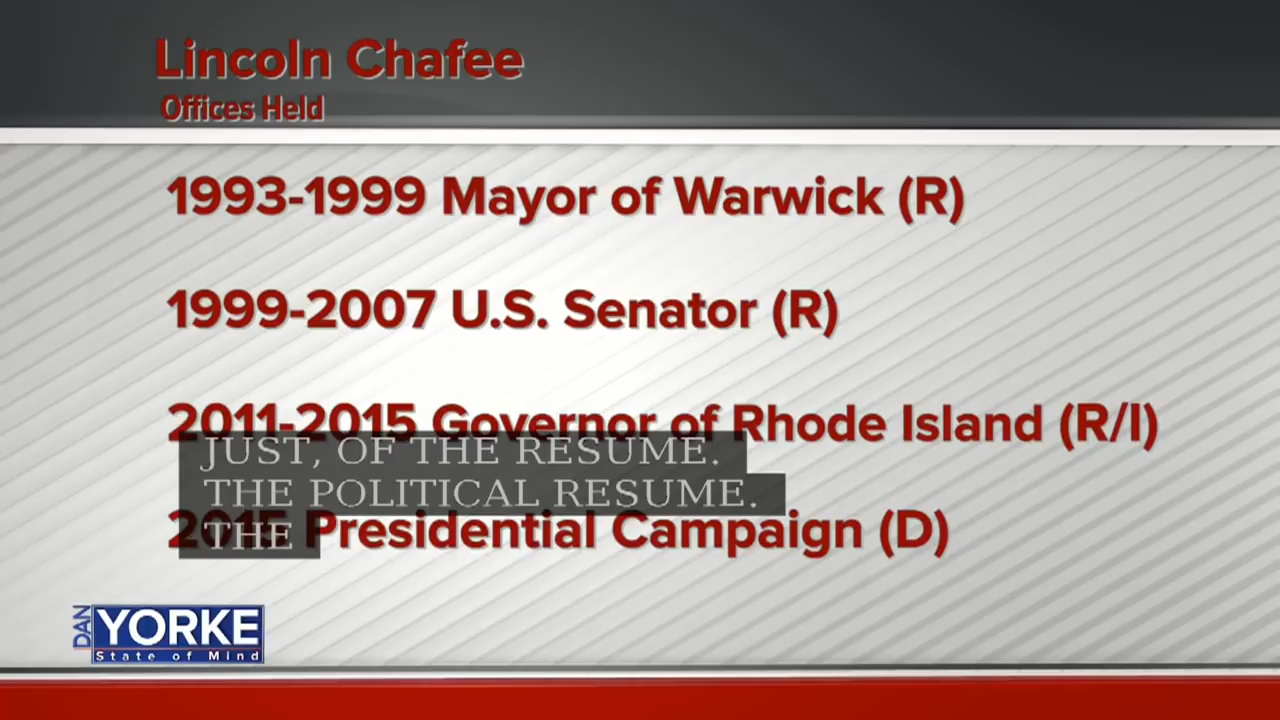 Lincoln Chafee
Offices Held
1993-1999 Mayor of Warwick (R)
1999-2007 U.S. Senator (R)
2011-2015 Governor of Rhode Island (R/I)
JUST, OF THE RESUME.
THE POLITICAL RESUME.
THE
2015 Presidential Campaign (D)
DAN
YORKE
State of Mind